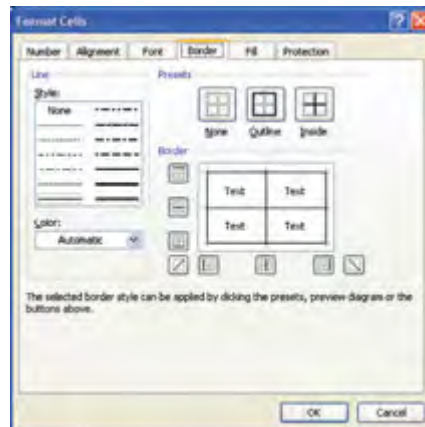 Format Cells
Number Alignment Font Border Fill Protection
Line
Presets
Style:
None
None Outline Inside
Border
Text Text
Text Text
Color:
Automatic
The selected border style can be applied by clicking the presets, preview diagram or the
buttons above.
OK Cancel